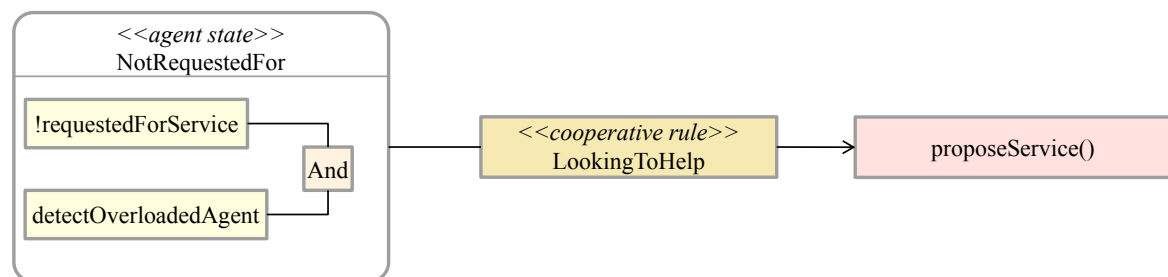 <<agent state>>
NotRequestedFor
!requestedForService
And
detectOverloadedAgent
<<cooperative rule>>
LookingToHelp
proposeService()